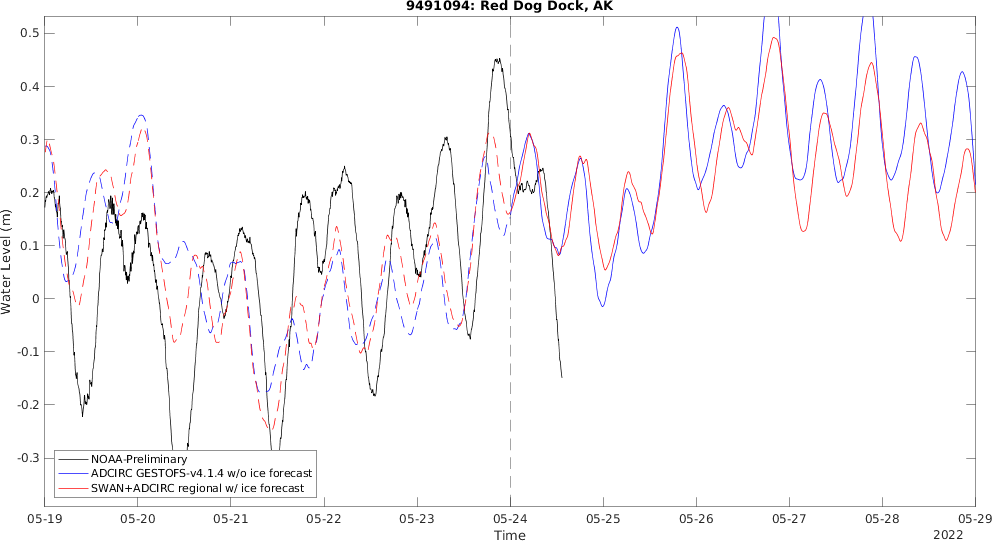 9491094: Red Dog Dock, AK
Water Level (m)
0.5
0.4
0.3
0.2
0.1
0
-0.1
-0.2
-0.3
NOAA-Preliminary
ADCIRC GESTOFS-v4.1.4 w/o ice forecast
SWAN+ADCIRC regional w/ ice forecast
05-19 05-20 05-21 05-22 05-23 05-24 05-25 05-26 05-27 05-28 05-29
Time
2022